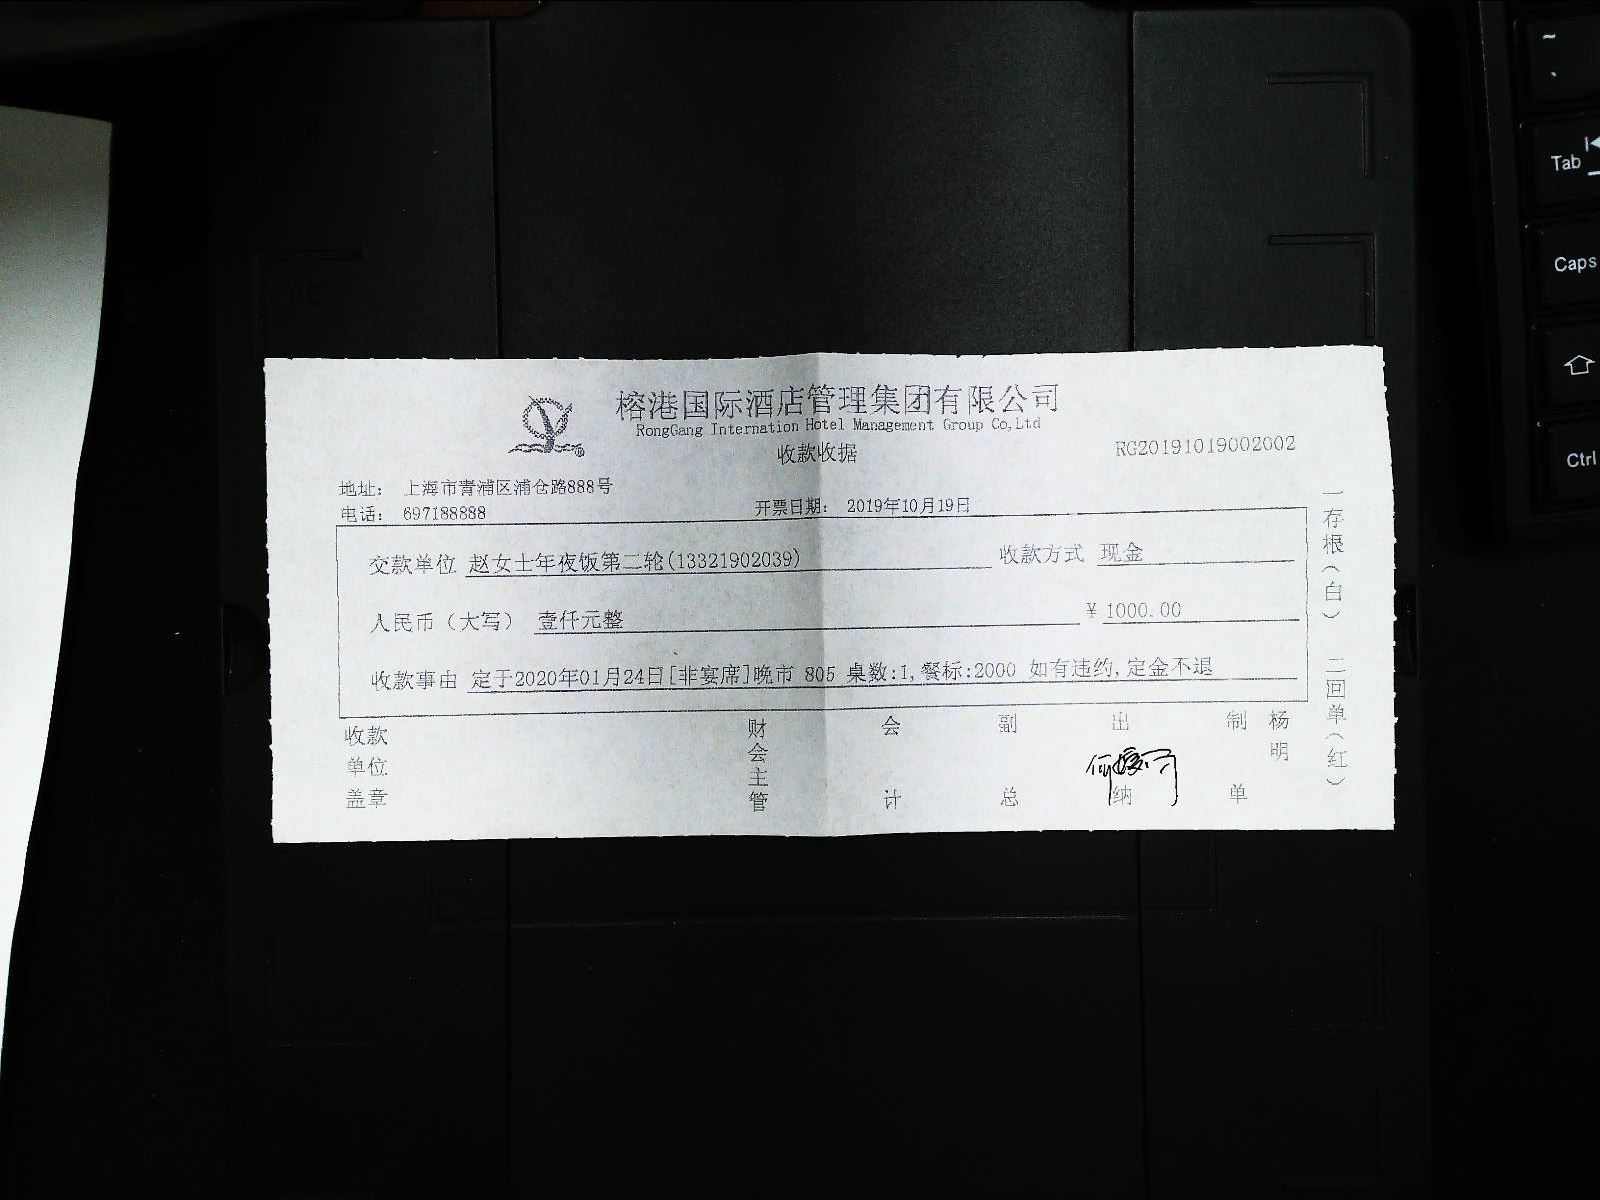 榕港国际酒店管理集团有限公司
RongGang Internation Hotel Management Group Co,Ltd
收款收据
RG20191019002002
地址： 上海市青浦区浦仓路888号
电话： 697188888
开票日期： 2019年10月19日
交款单位 赵女士年夜饭第二轮(13321902039) 收款方式 现金
人民币（大写） 壹仟元整 ¥ 1000.00
收款事由 定于2020年01月24日[非宴席]晚市 805 桌数:1,餐标:2000 如有违约,定金不退
收款单位盖章
财会主管
会计
副总
出纳
制单
杨明
一存根（白） 二回单（红）
~
、
Tab
Caps
Ctrl